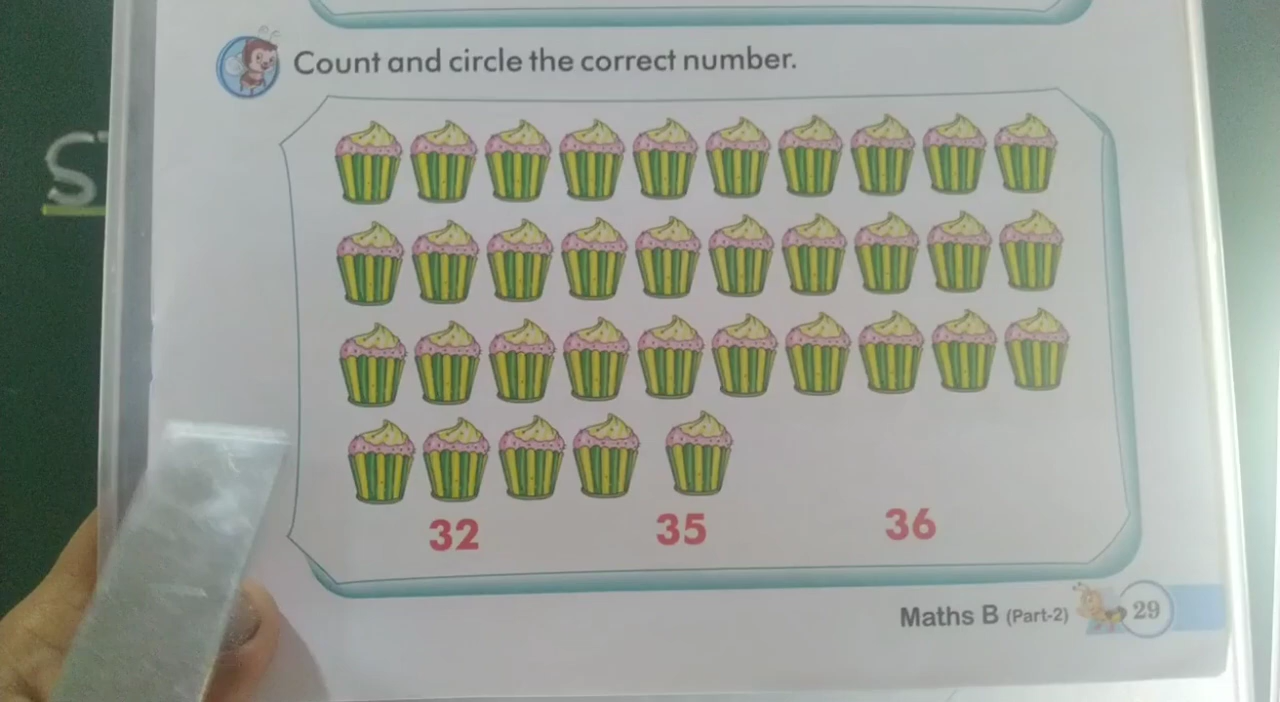 Count and circle the correct number.
32 35 36
Maths B (Part-2) 29